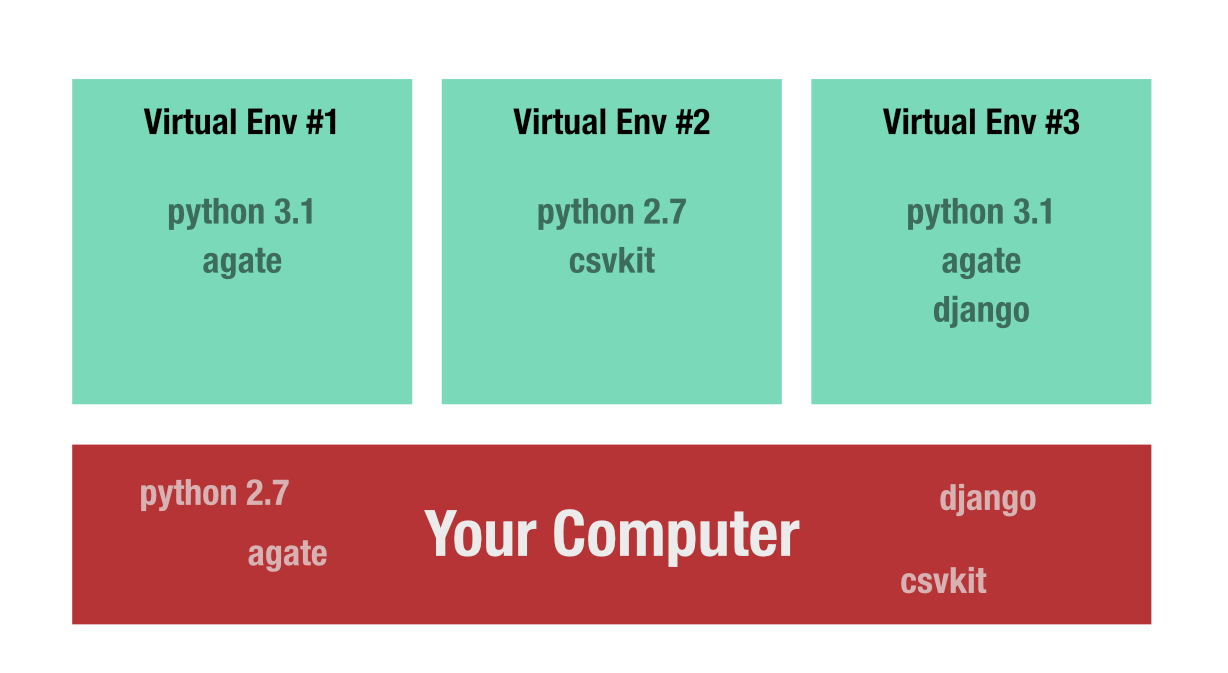 Virtual Env #1
python 3.1
agate
Virtual Env #2
python 2.7
csvkit
Virtual Env #3
python 3.1
agate
django
python 2.7
agate
Your Computer
django
csvkit